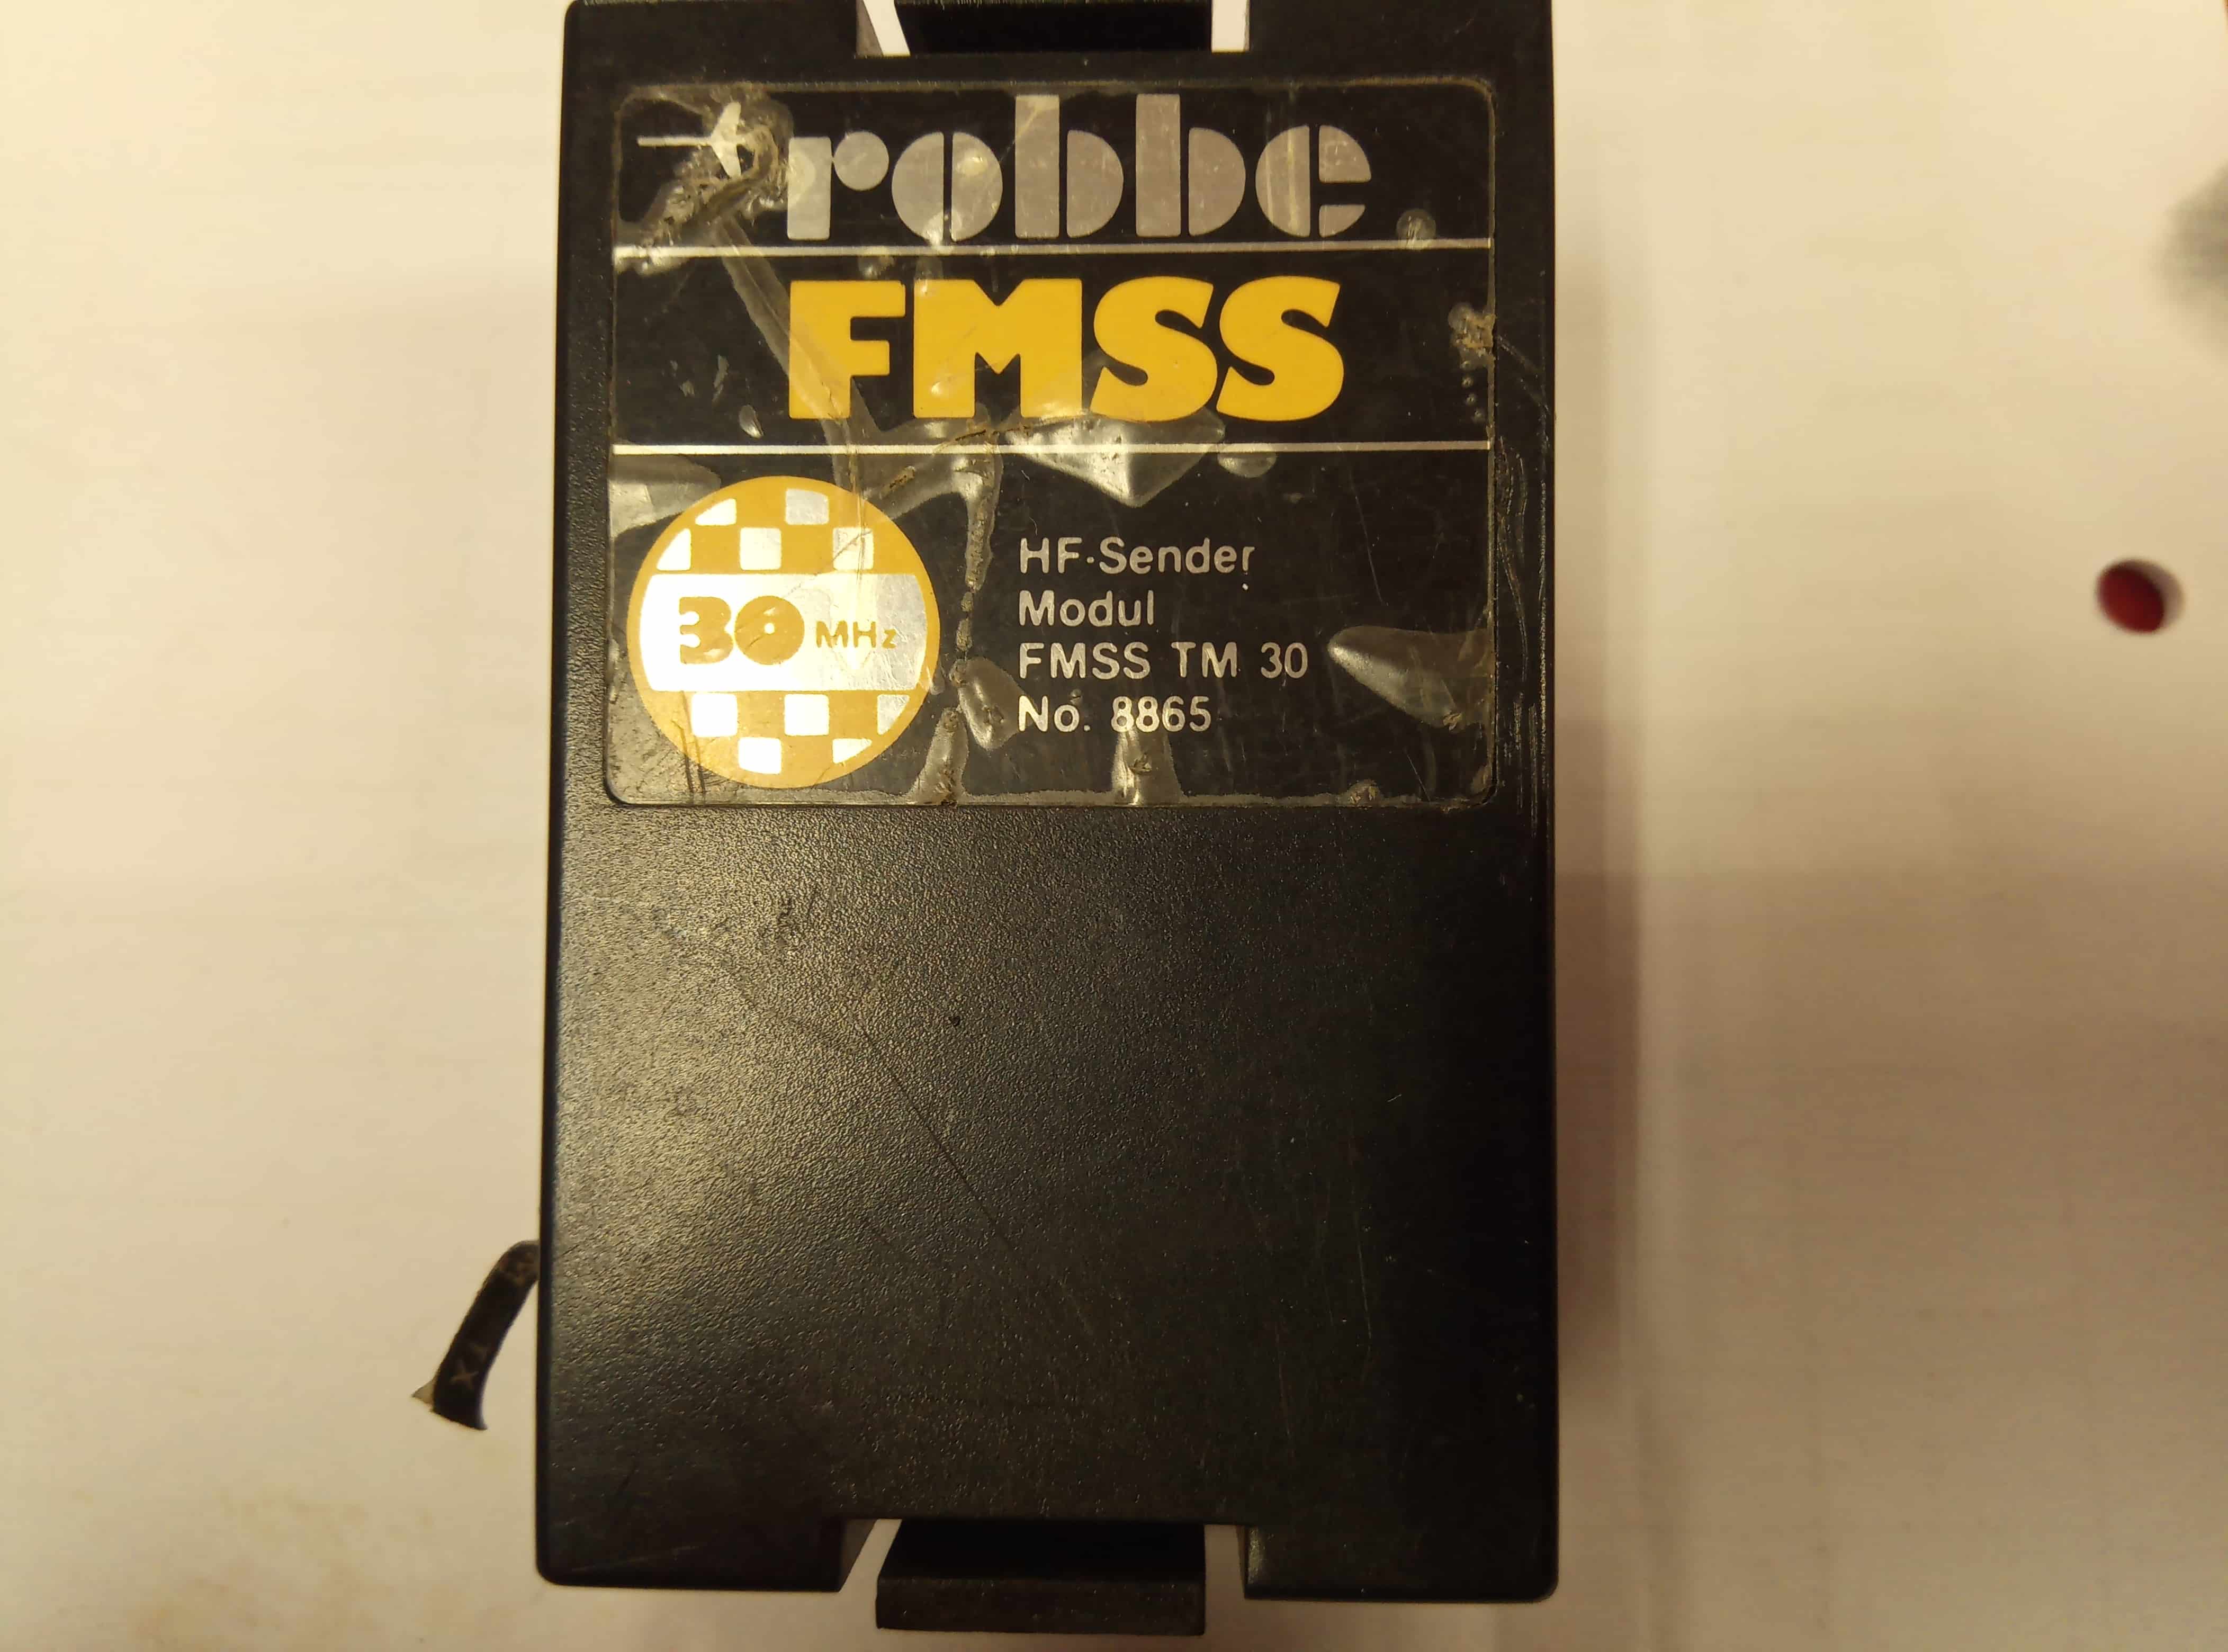 robbe
FMSS
30 MHz
HF-Sender
Modul
FMSS TM 30
No. 8865